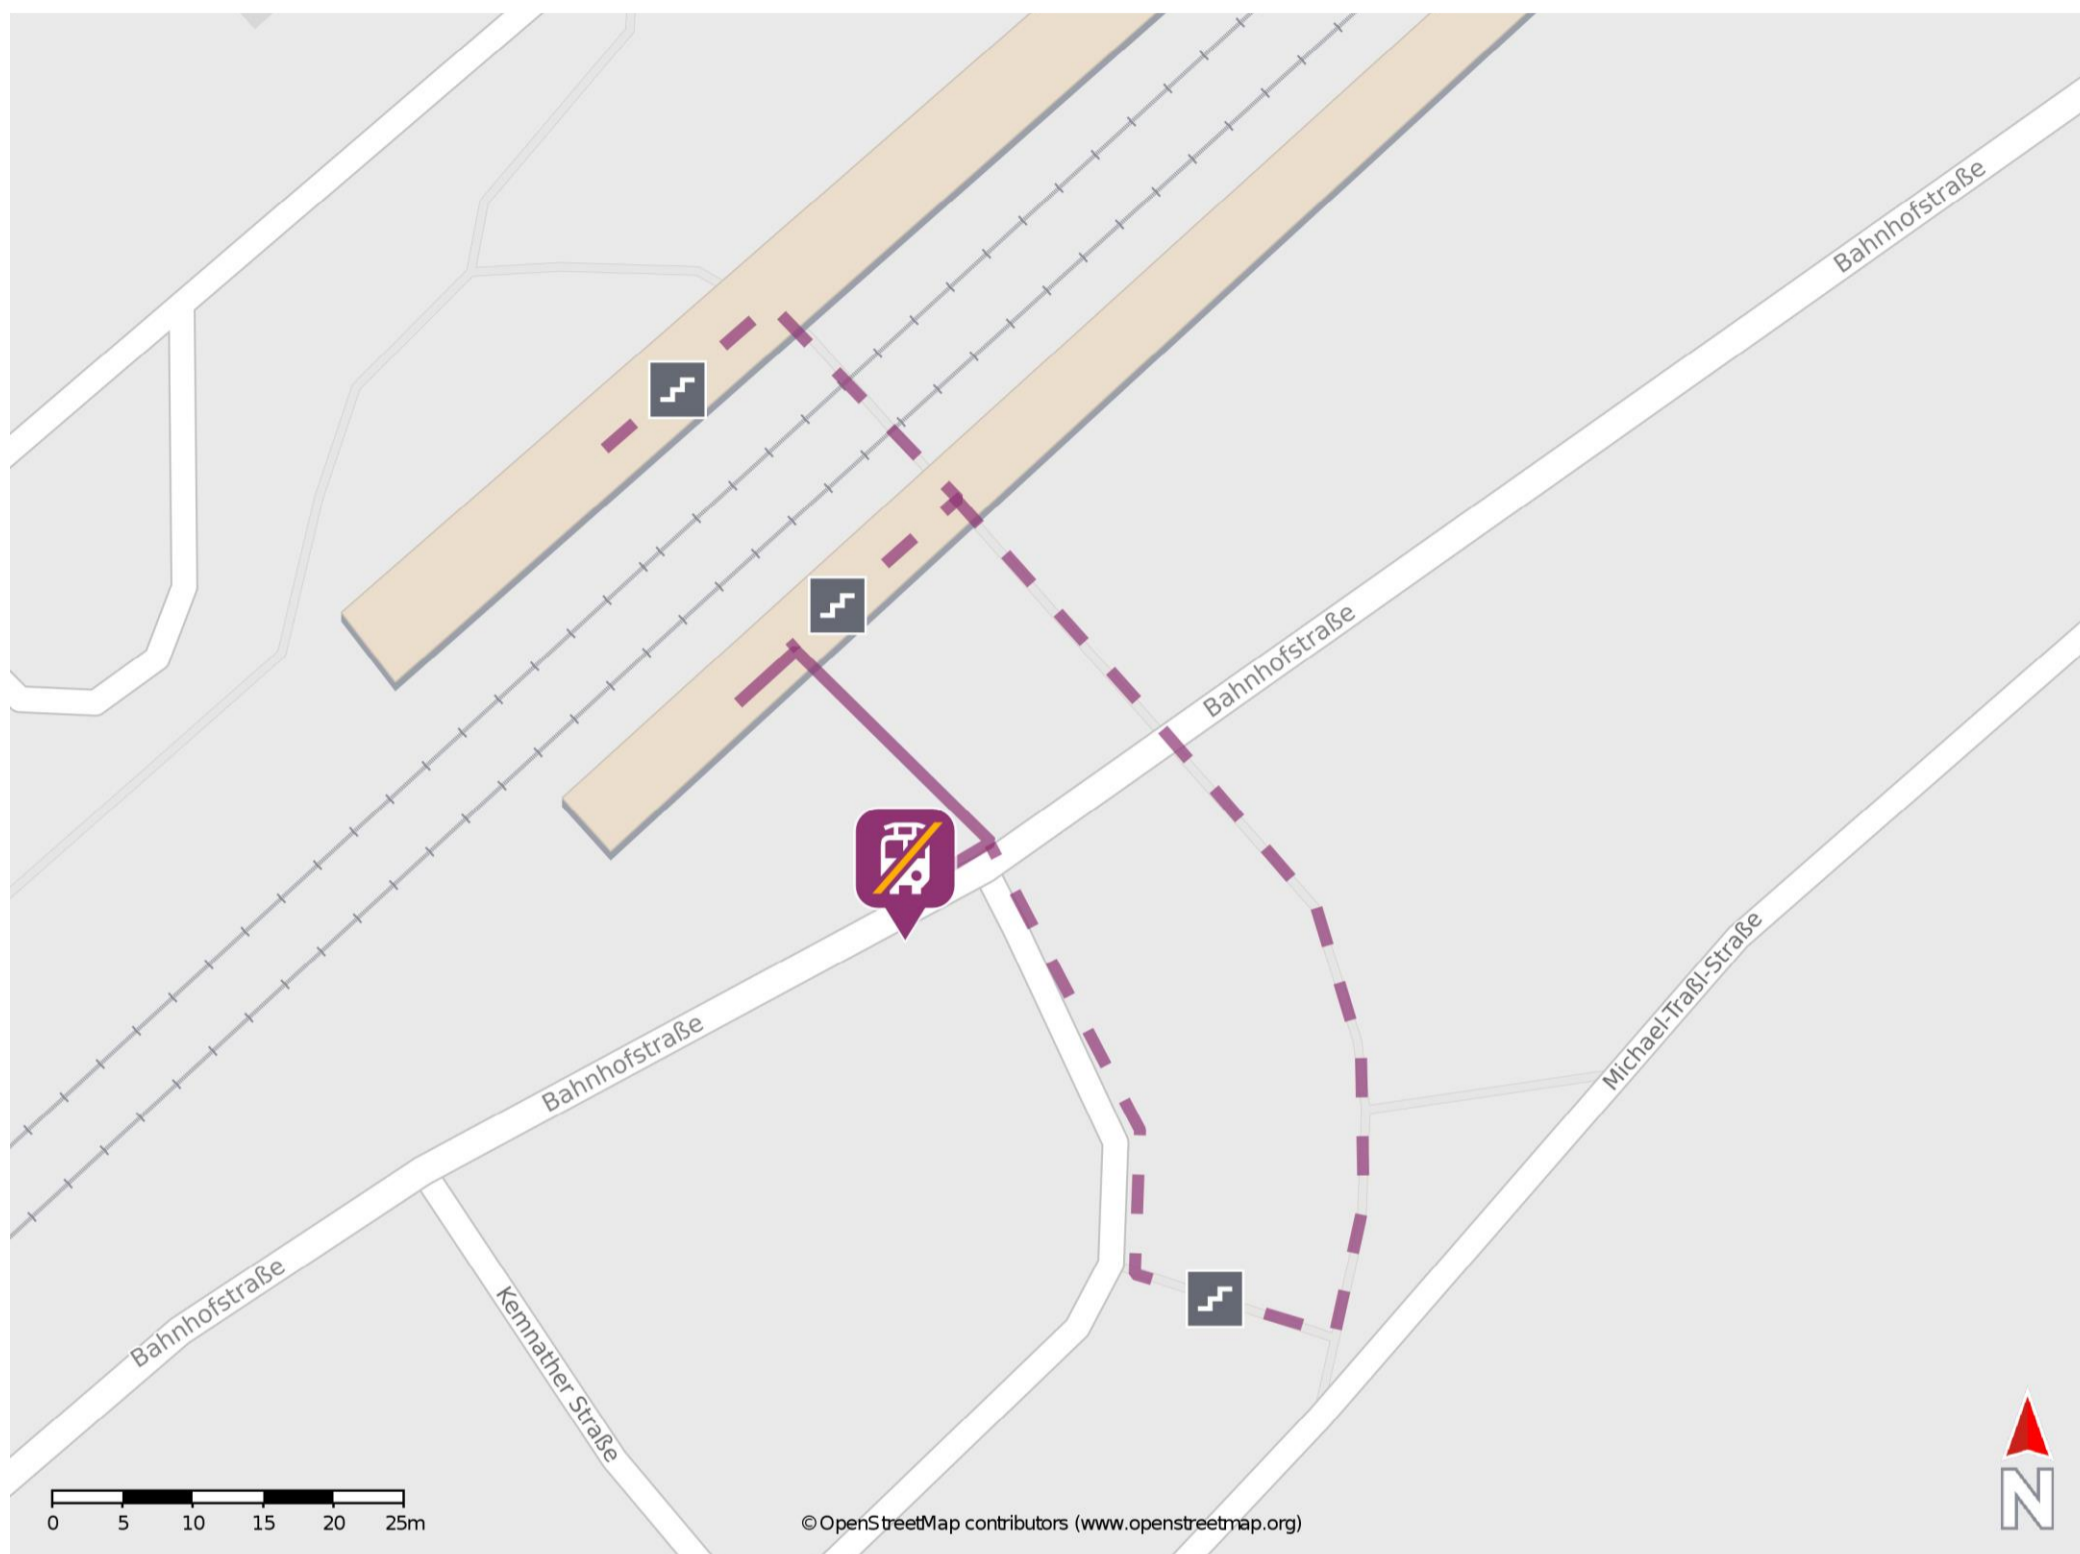 Bahnhofstraße
Bahnhofstraße
Michael-Traßl-Straße
Bahnhofstraße
Bahnhofstraße
Kemnather Straße
0 5 10 15 20 25m
© OpenStreetMap contributors (www.openstreetmap.org)
N